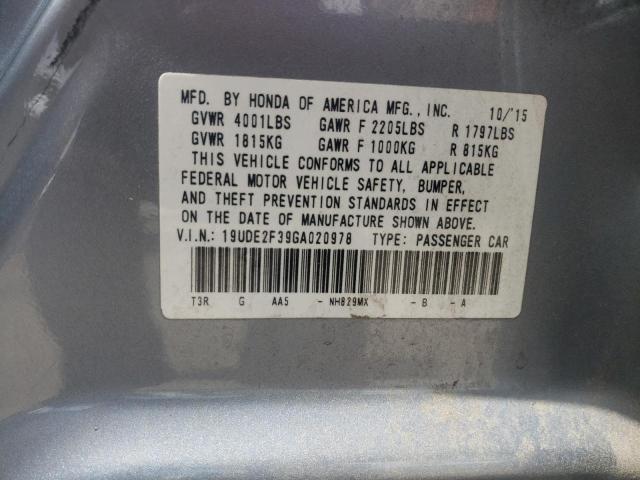 MFD. BY HONDA OF AMERICA MFG., INC. 10/'15
GVWR 4001LBS GAWR F 2205LBS R 1797LBS
GVWR 1815KG GAWR F 1000KG R 815KG
THIS VEHICLE CONFORMS TO ALL APPLICABLE
FEDERAL MOTOR VEHICLE SAFETY, BUMPER,
AND THEFT PREVENTION STANDARDS IN EFFECT
ON THE DATE OF MANUFACTURE SHOWN ABOVE.
V.I.N.: 19UDE2F39GA020978 TYPE: PASSENGER CAR
T3R G AA5 - NH829MX - B - A